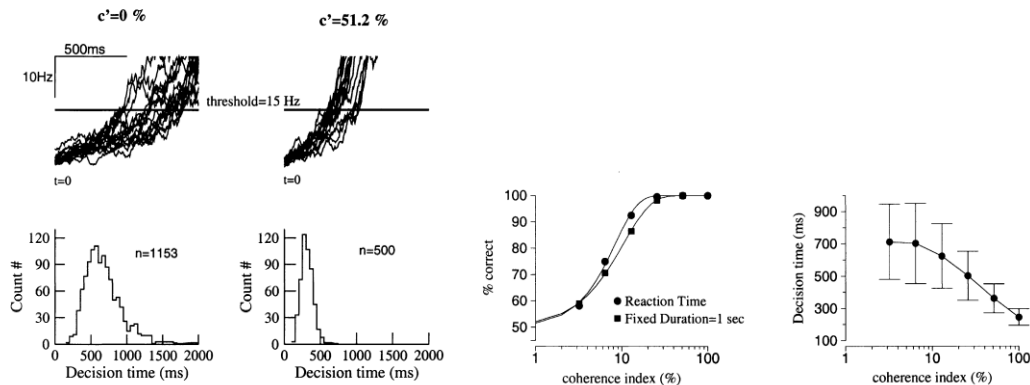 c'=0 %
c'=51.2 %
500ms
10Hz
threshold=15 Hz
t=0
t=0
Count #
120
90
60
30
0
n=1153
0 500 1000 1500 2000
Decision time (ms)
Count #
120
90
60
30
0
n=500
0 500 1000 1500 2000
Decision time (ms)
% correct
100
90
80
70
60
50
Reaction Time
Fixed Duration=1 sec
1 10 100
coherence index (%)
Decision time (ms)
900
700
500
300
100
1 10 100
coherence index (%)